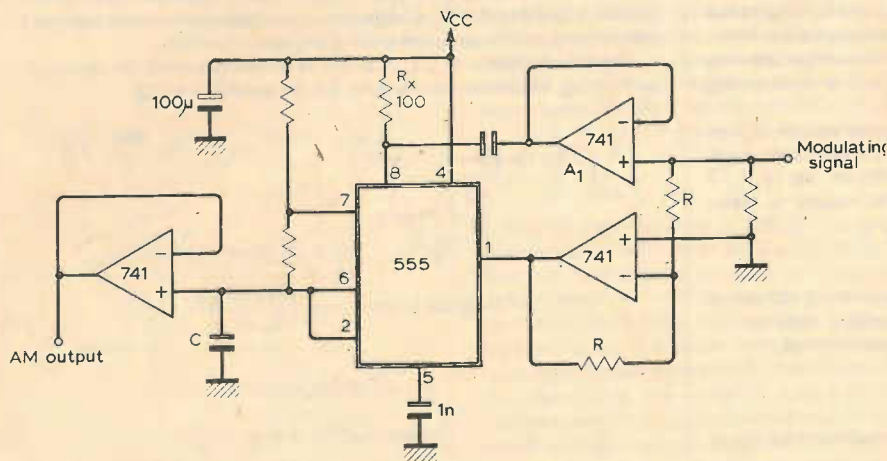 VCC
100µ
Rx
100
741
A1
Modulating
signal
8
4
7
R
741
555
1
741
6
2
C
R
AM output
5
1n